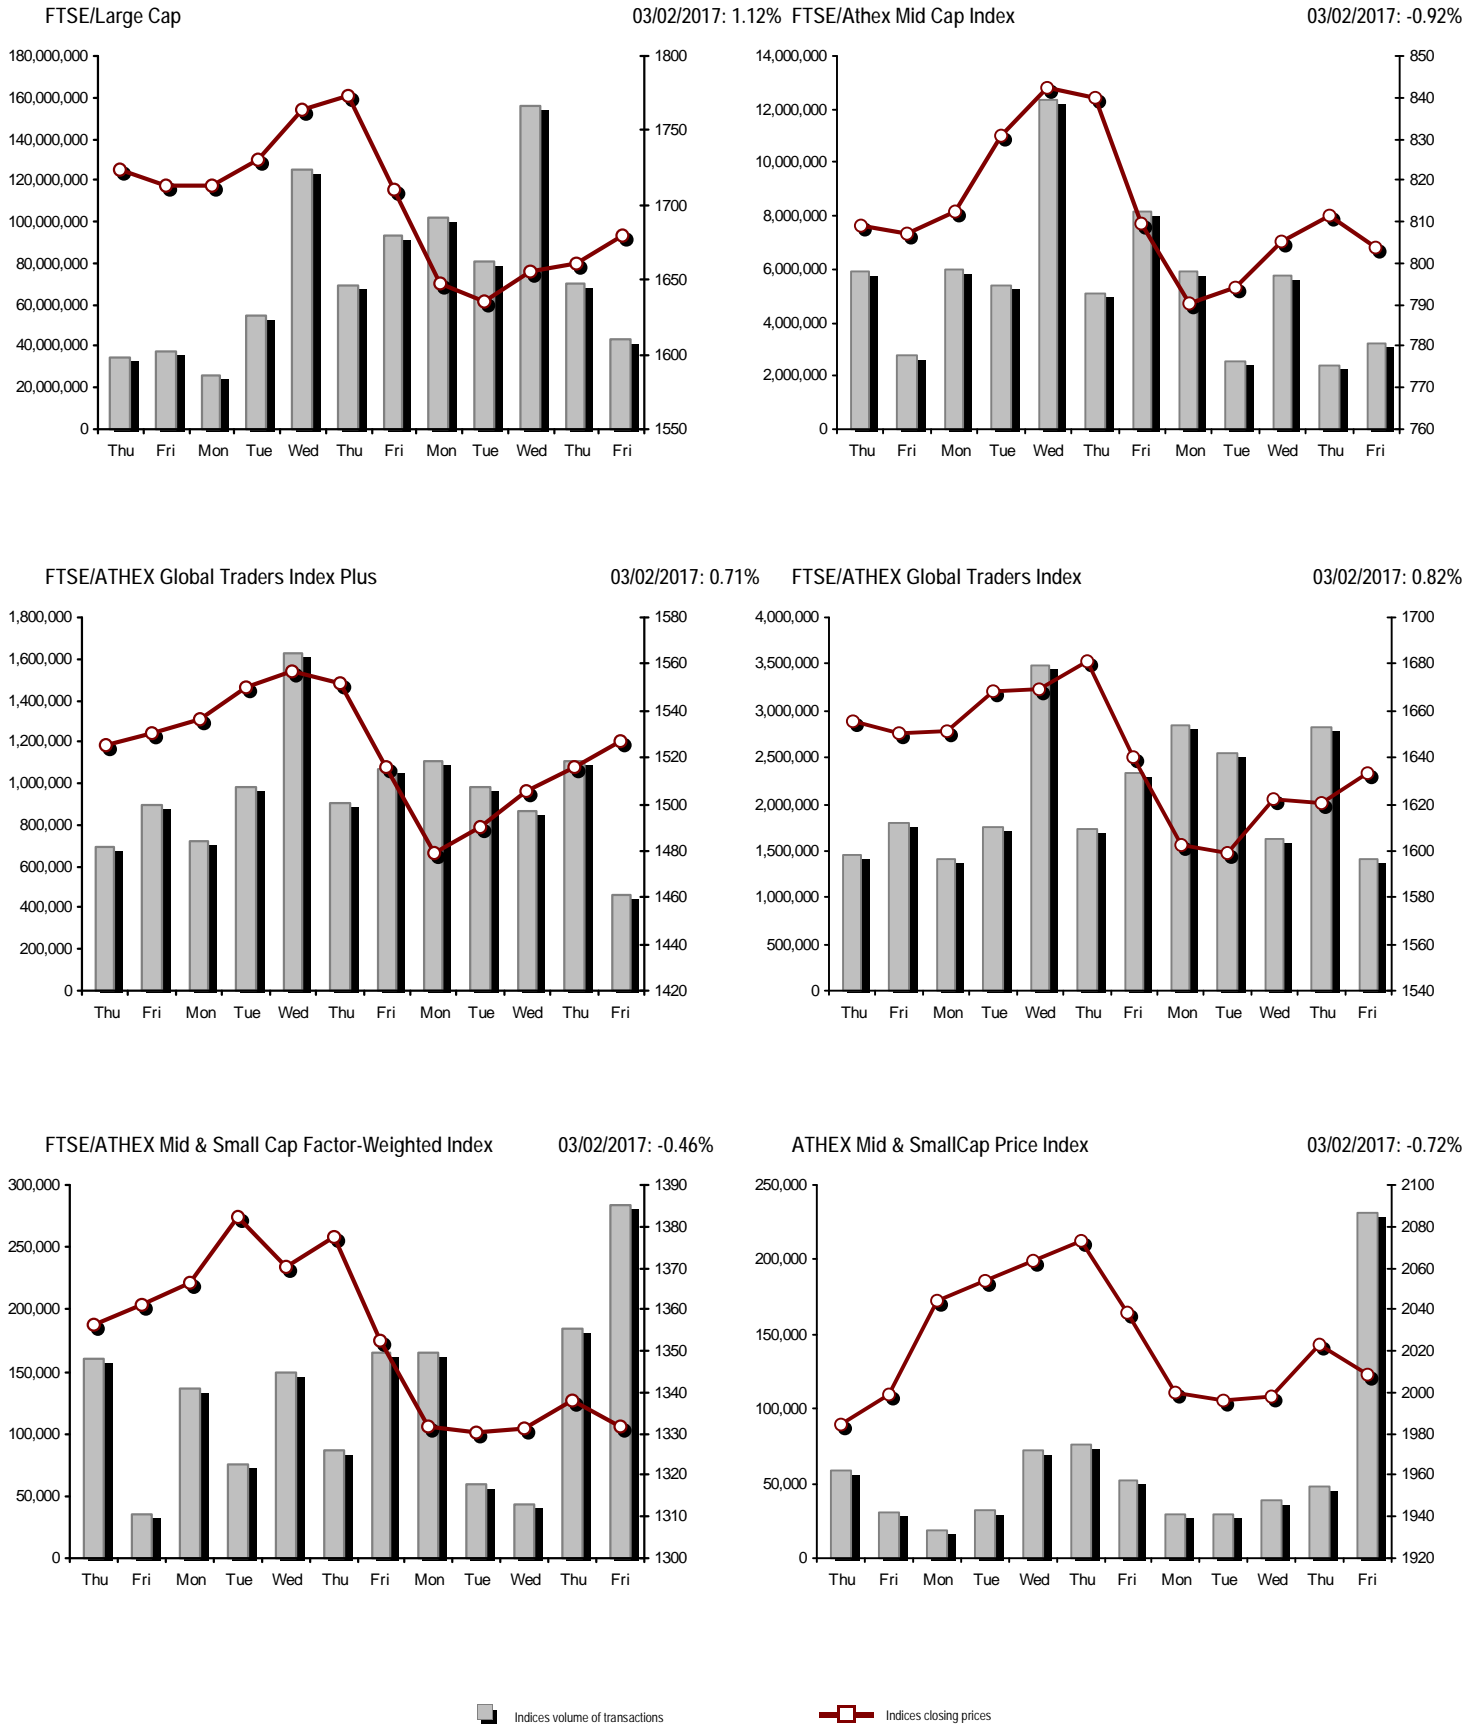 FTSE/Large Cap 03/02/2017: 1.12% FTSE/Athex Mid Cap Index 03/02/2017: -0.92%
180,000,000 1800 14,000,000 850
160,000,000 12,000,000 840
140,000,000 1750 830
120,000,000 10,000,000 820
100,000,000 1700 8,000,000 810
80,000,000 6,000,000 800
60,000,000 1650 790
40,000,000 1600 4,000,000 780
20,000,000 2,000,000 770
0 1550 0 760
Thu Fri Mon Tue Wed Thu Fri Mon Tue Wed Thu Fri Thu Fri Mon Tue Wed Thu Fri Mon Tue Wed Thu Fri
FTSE/ATHEX Global Traders Index Plus 03/02/2017: 0.71% FTSE/ATHEX Global Traders Index 03/02/2017: 0.82%
1,800,000 1580 4,000,000 1700
1,600,000 1560 3,500,000 1680
1,400,000 1540 3,000,000 1660
1,200,000 1520 2,500,000 1640
1,000,000 1500 2,000,000 1620
800,000 1480 1,500,000 1600
600,000 1460 1,000,000 1580
400,000 1440 500,000 1560
200,000
0 1420 0 1540
Thu Fri Mon Tue Wed Thu Fri Mon Tue Wed Thu Fri Thu Fri Mon Tue Wed Thu Fri Mon Tue Wed Thu Fri
FTSE/ATHEX Mid & Small Cap Factor-Weighted Index 03/02/2017: -0.46% ATHEX Mid & SmallCap Price Index 03/02/2017: -0.72%
300,000 1390 250,000 2100
250,000 1380 2080
200,000 1370 200,000 2060
150,000 1360 150,000 2040
100,000 1350 2020
50,000 1340 100,000 2000
1330 1980
1320 50,000 1960
1310 1940
0 1300 0 1920
Thu Fri Mon Tue Wed Thu Fri Mon Tue Wed Thu Fri Thu Fri Mon Tue Wed Thu Fri Mon Tue Wed Thu Fri
Indices volume of transactions Indices closing prices